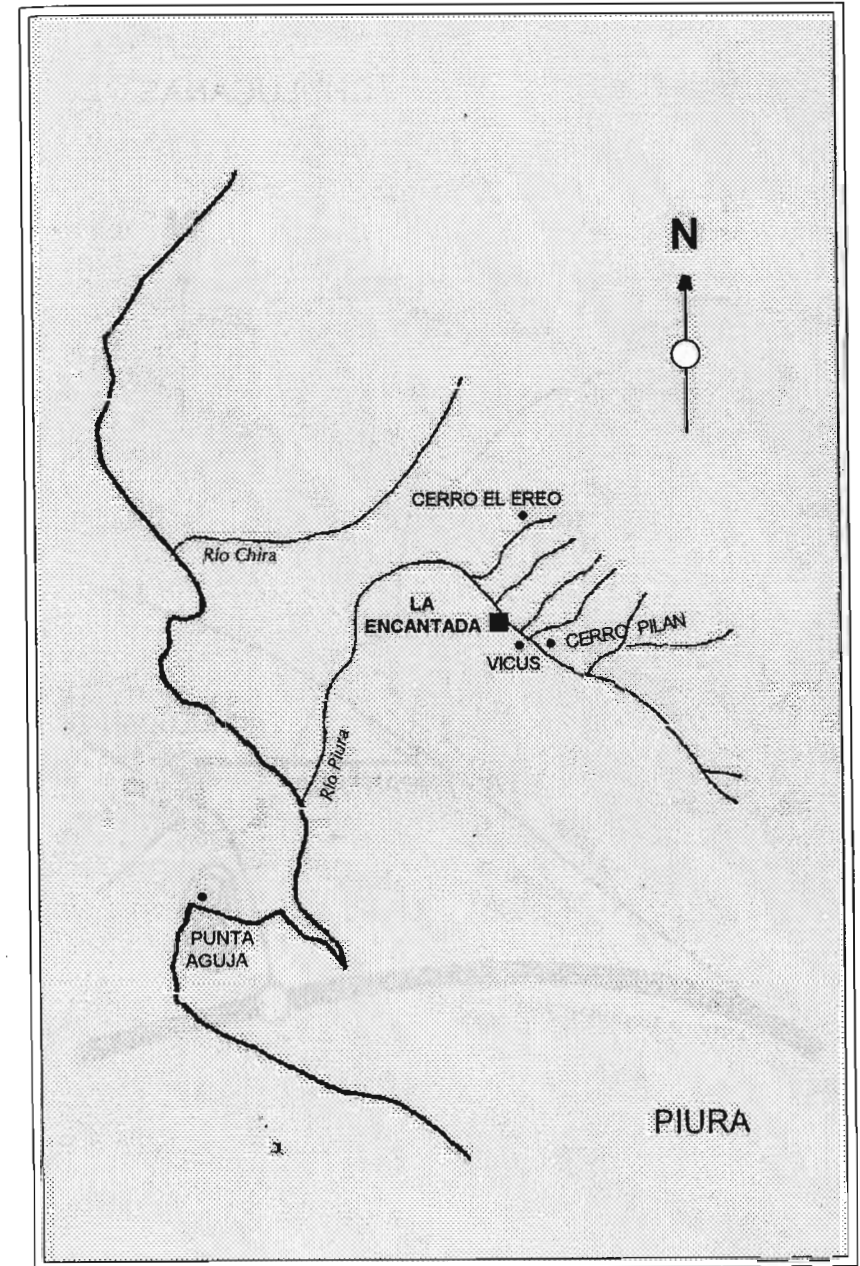 N
CERRO EL EREO
Río Chira
LA
ENCANTADA
CERRO PILAN
VICUS
Río Piura
PUNTA
AGUJA
PIURA